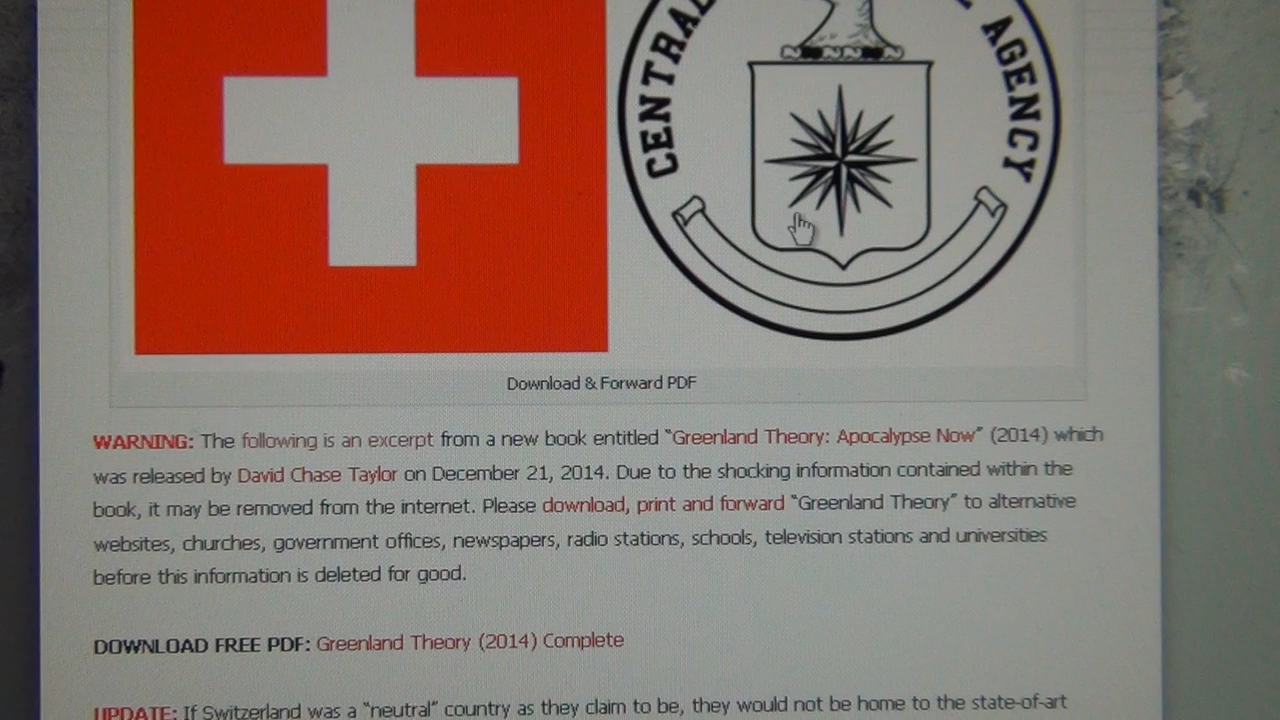 CENTRAL
AGENCY
Download & Forward PDF
WARNING: The following is an excerpt from a new book entitled “Greenland Theory: Apocalypse Now” (2014) which
was released by David Chase Taylor on December 21, 2014. Due to the shocking information contained within the
book, it may be removed from the internet. Please download, print and forward “Greenland Theory” to alternative
websites, churches, government offices, newspapers, radio stations, schools, television stations and universities
before this information is deleted for good.
DOWNLOAD FREE PDF: Greenland Theory (2014) Complete
UPDATE: If Switzerland was a “neutral” country as they claim to be, they would not be home to the state-of-art